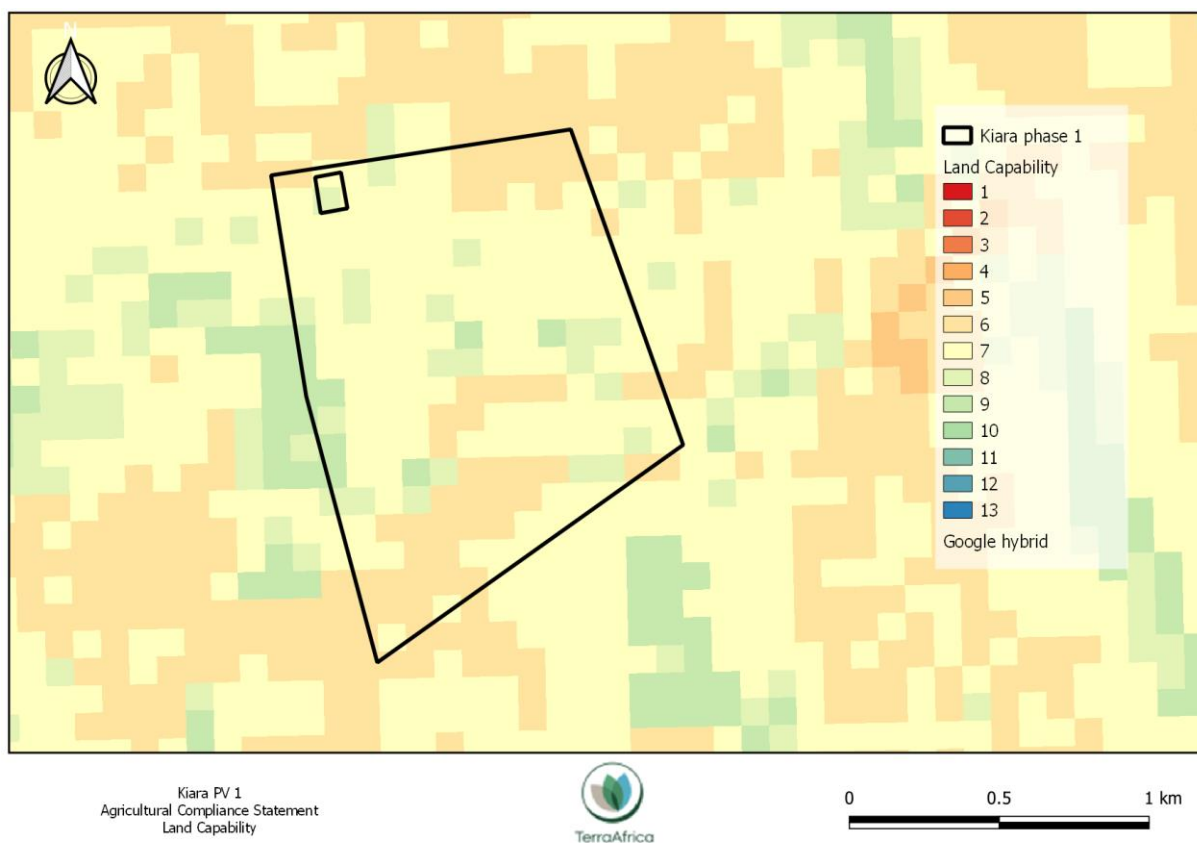 N
Kiara phase 1
Land Capability
1
2
3
4
5
6
7
8
9
10
11
12
13
Google hybrid
Kiara PV 1
Agricultural Compliance Statement
Land Capability
TerraAfrica
0 0.5 1 km